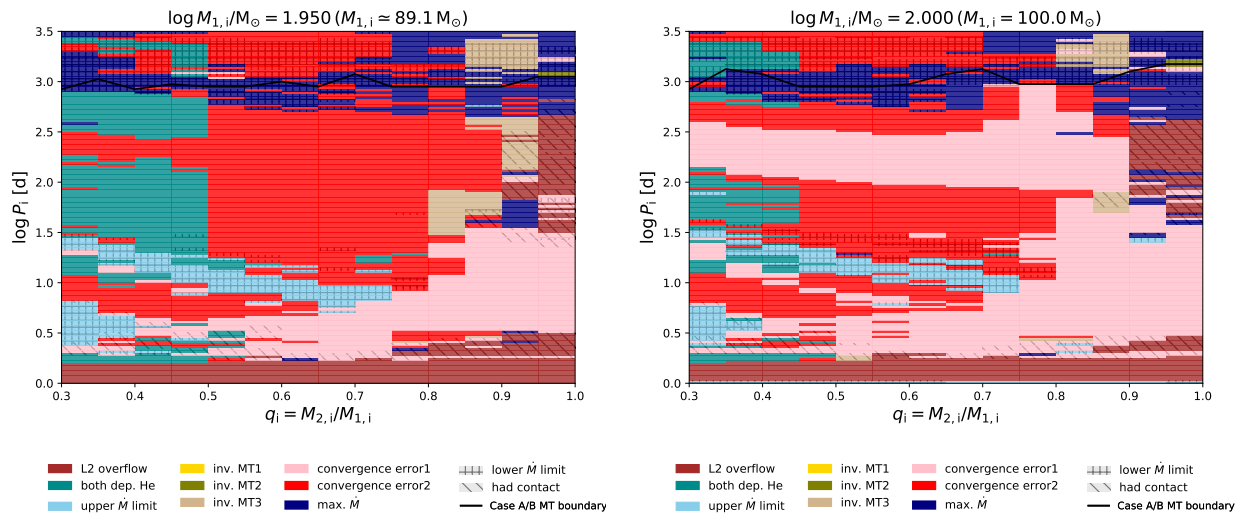 log M₁,ᵢ/M⊙ = 1.950 (M₁,ᵢ ≃ 89.1 M⊙)
3.5
3.0
2.5
2.0
1.5
1.0
0.5
0.0
log Pᵢ [d]
0.3 0.4 0.5 0.6 0.7 0.8 0.9 1.0
qᵢ = M₂,ᵢ/M₁,ᵢ
L2 overflow
both dep. He
upper Ṁ limit
inv. MT1
inv. MT2
inv. MT3
convergence error1
convergence error2
max. Ṁ
lower Ṁ limit
had contact
Case A/B MT boundary
log M₁,ᵢ/M⊙ = 2.000 (M₁,ᵢ = 100.0 M⊙)
3.5
3.0
2.5
2.0
1.5
1.0
0.5
0.0
log Pᵢ [d]
0.3 0.4 0.5 0.6 0.7 0.8 0.9 1.0
qᵢ = M₂,ᵢ/M₁,ᵢ
L2 overflow
both dep. He
upper Ṁ limit
inv. MT1
inv. MT2
inv. MT3
convergence error1
convergence error2
max. Ṁ
lower Ṁ limit
had contact
Case A/B MT boundary